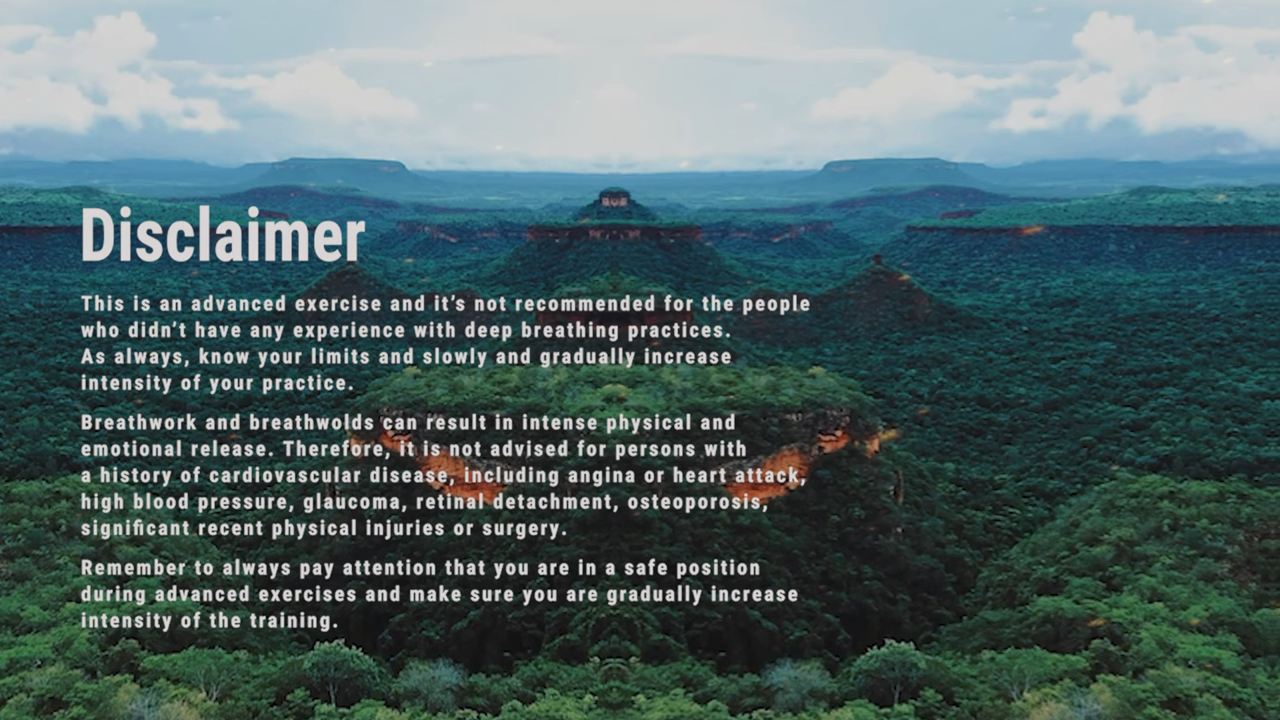 Disclaimer
This is an advanced exercise and it’s not recommended for the people
who didn’t have any experience with deep breathing practices.
As always, know your limits and slowly and gradually increase
intensity of your practice.
Breathwork and breathwolds can result in intense physical and
emotional release. Therefore, it is not advised for persons with
a history of cardiovascular disease, including angina or heart attack,
high blood pressure, glaucoma, retinal detachment, osteoporosis,
significant recent physical injuries or surgery.
Remember to always pay attention that you are in a safe position
during advanced exercises and make sure you are gradually increase
intensity of the training.